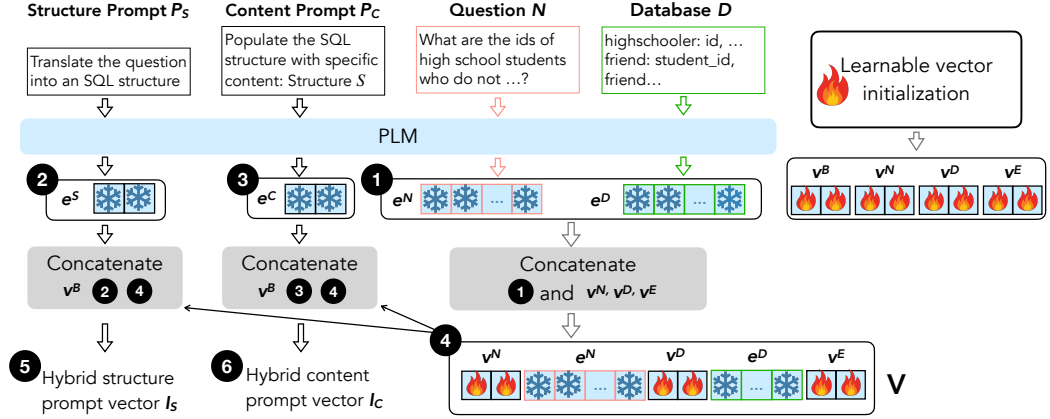 Structure Prompt P_S
Content Prompt P_C
Question N
Database D
Translate the question
into an SQL structure
Populate the SQL
structure with specific
content: Structure S
What are the ids of
high school students
who do not ...?
highschooler: id, ...
friend: student_id,
friend...
Learnable vector
initialization
PLM
2
e^S
3
e^C
1
e^N
...
e^D
...
v^B
v^N
v^D
v^E
Concatenate
v^B 2 4
Concatenate
v^B 3 4
Concatenate
1 and v^N, v^D, v^E
4
v^N
e^N
v^D
e^D
v^E
...
...
V
5
Hybrid structure
prompt vector I_S
6
Hybrid content
prompt vector I_C